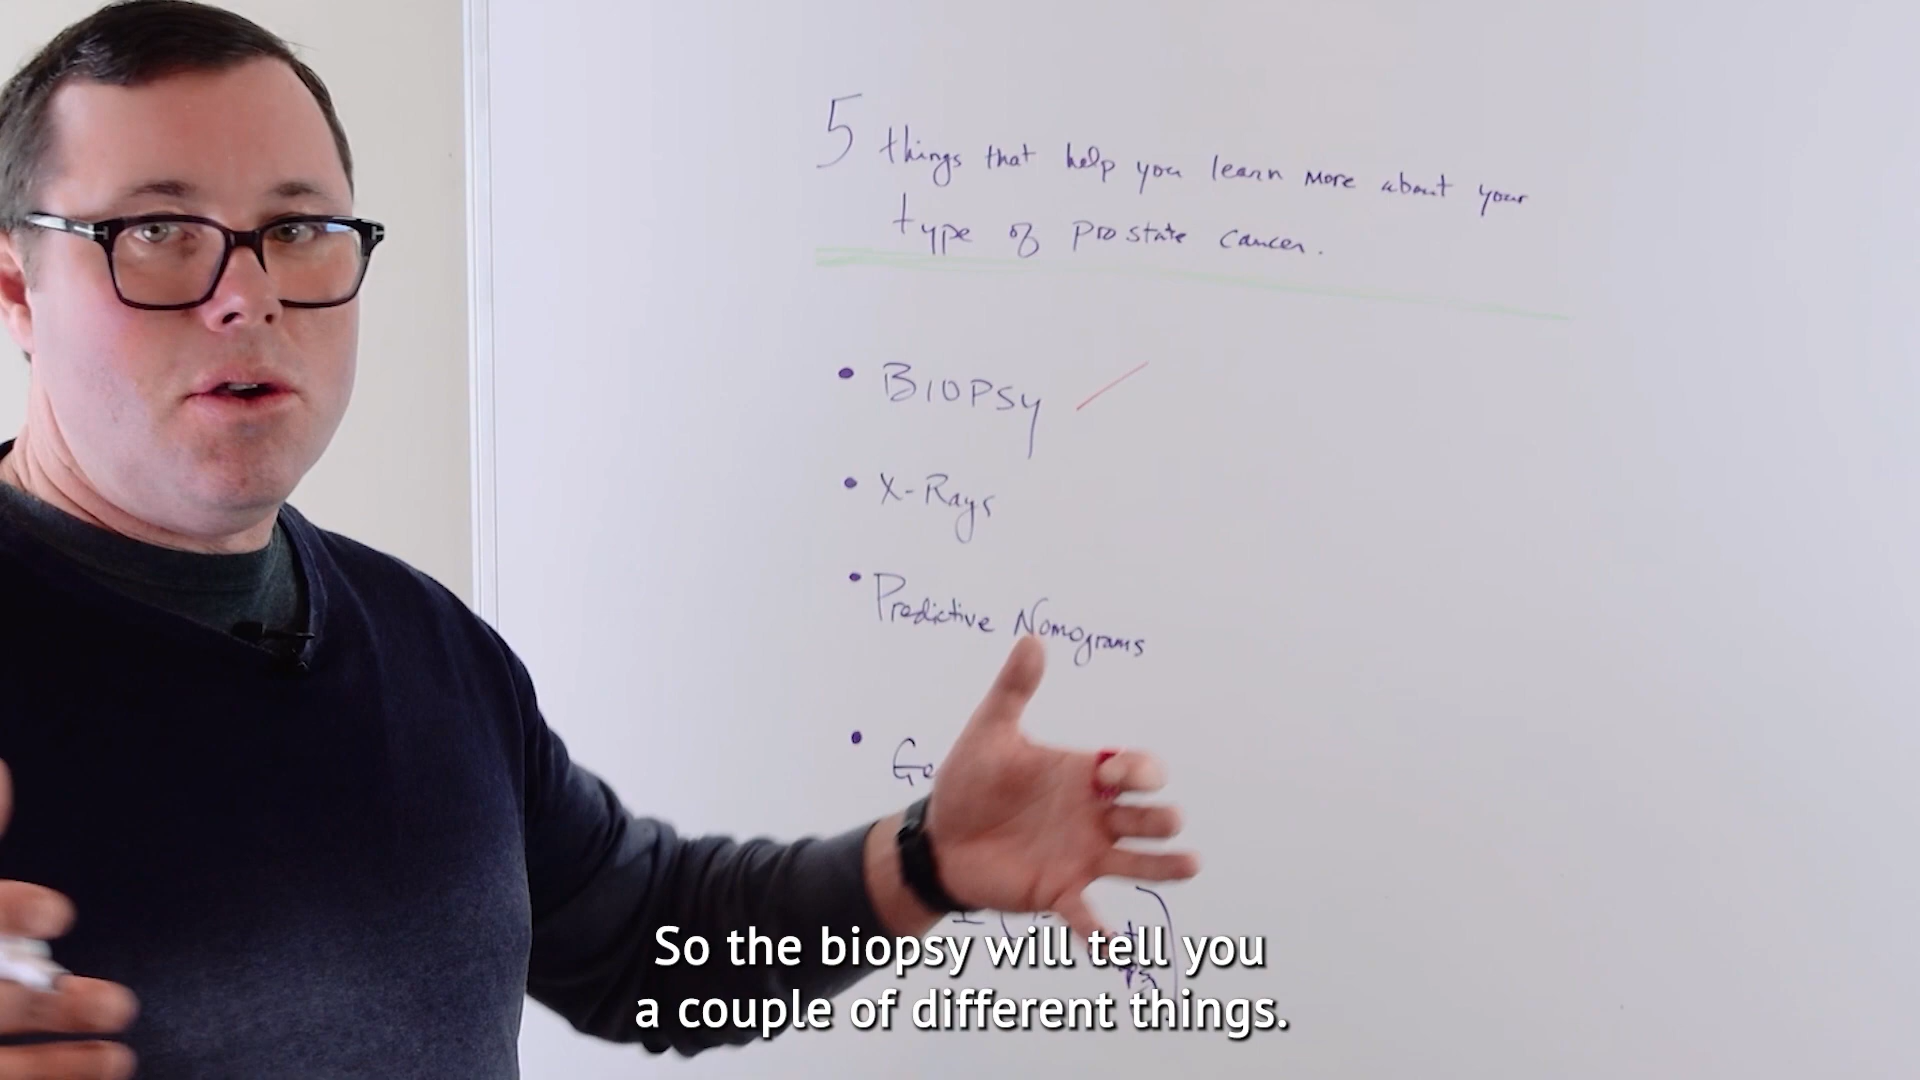 5 things that help you learn more about your
type of prostate cancer.
• BIOPSY
• X-Rays
• Predictive Nomograms
• Ge
So the biopsy will tell you
a couple of different things.